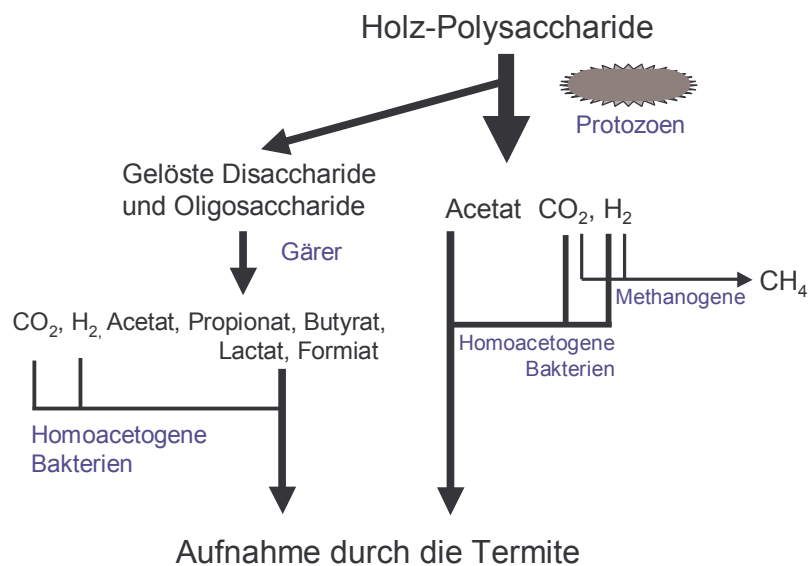 Holz-Polysaccharide
Protozoen
Gelöste Disaccharide
und Oligosaccharide
Acetat CO₂, H₂
Gärer
CH₄
Methanogene
CO₂, H₂, Acetat, Propionat, Butyrat,
Lactat, Formiat
Homoacetogene
Bakterien
Homoacetogene
Bakterien
Aufnahme durch die Termite